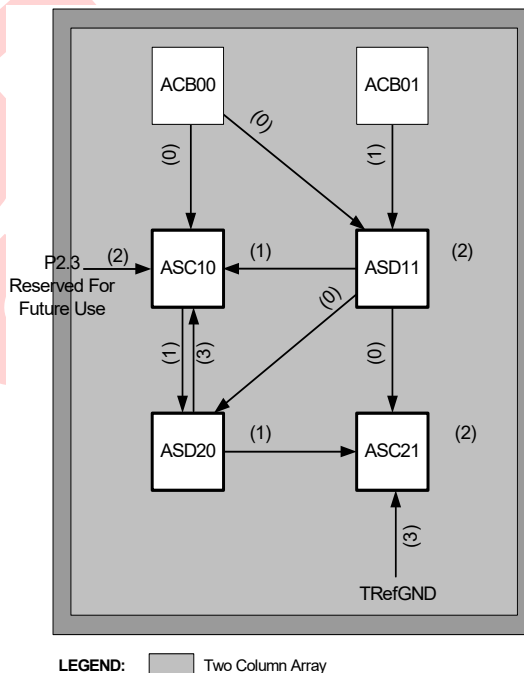 ACB00
ACB01
(0)
(0)
(1)
P2.3
Reserved For
Future Use
(2)
ASC10
(1)
ASD11
(2)
(0)
(1)
(3)
(0)
ASD20
(1)
ASC21
(2)
(3)
TRefGND
LEGEND:
Two Column Array